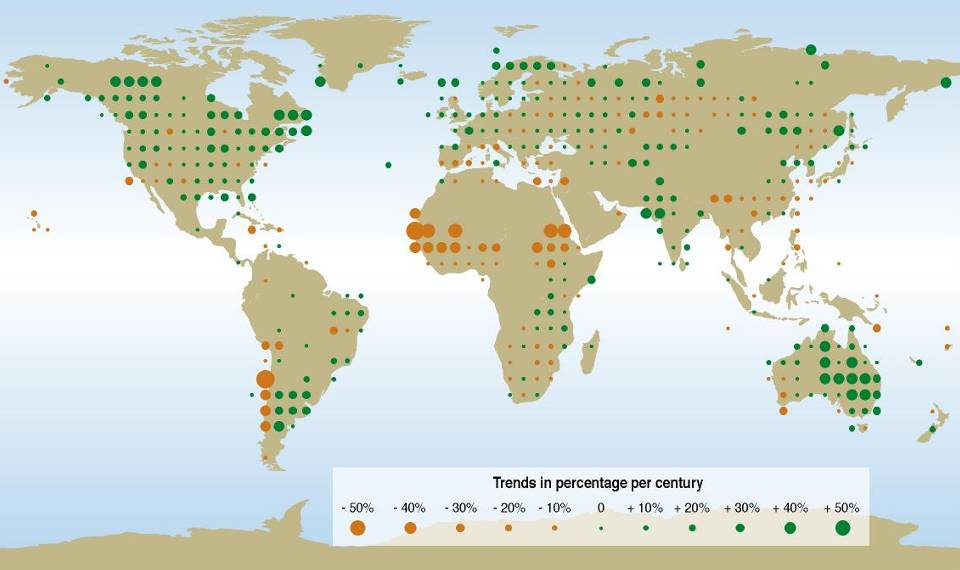 Trends in percentage per century
- 50% - 40% - 30% - 20% - 10% 0 + 10% + 20% + 30% + 40% + 50%